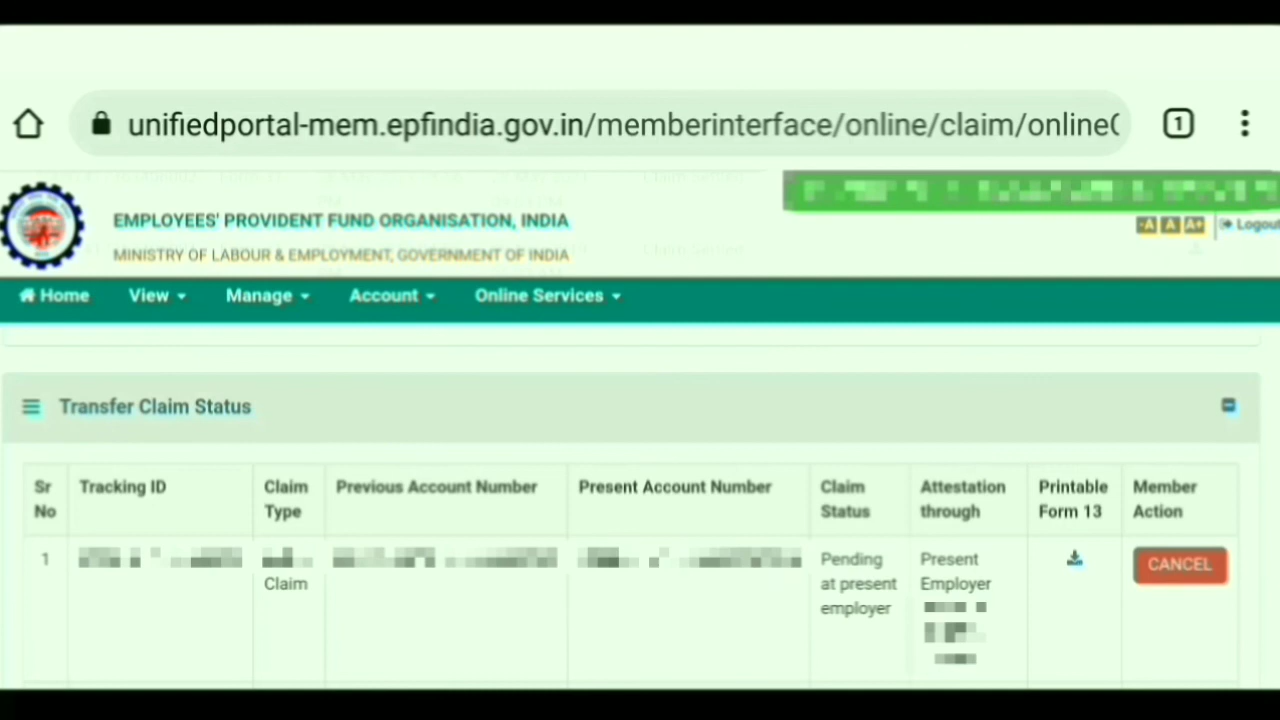 unifiedportal-mem.epfindia.gov.in/memberinterface/online/claim/online
1
EMPLOYEES' PROVIDENT FUND ORGANISATION, INDIA
-A A A+ Logout
MINISTRY OF LABOUR & EMPLOYMENT, GOVERNMENT OF INDIA
Home View Manage Account Online Services
Transfer Claim Status
Sr No Tracking ID Claim Type Previous Account Number Present Account Number Claim Status Attestation through Printable Form 13 Member Action
1 Claim Pending at present employer Present Employer CANCEL